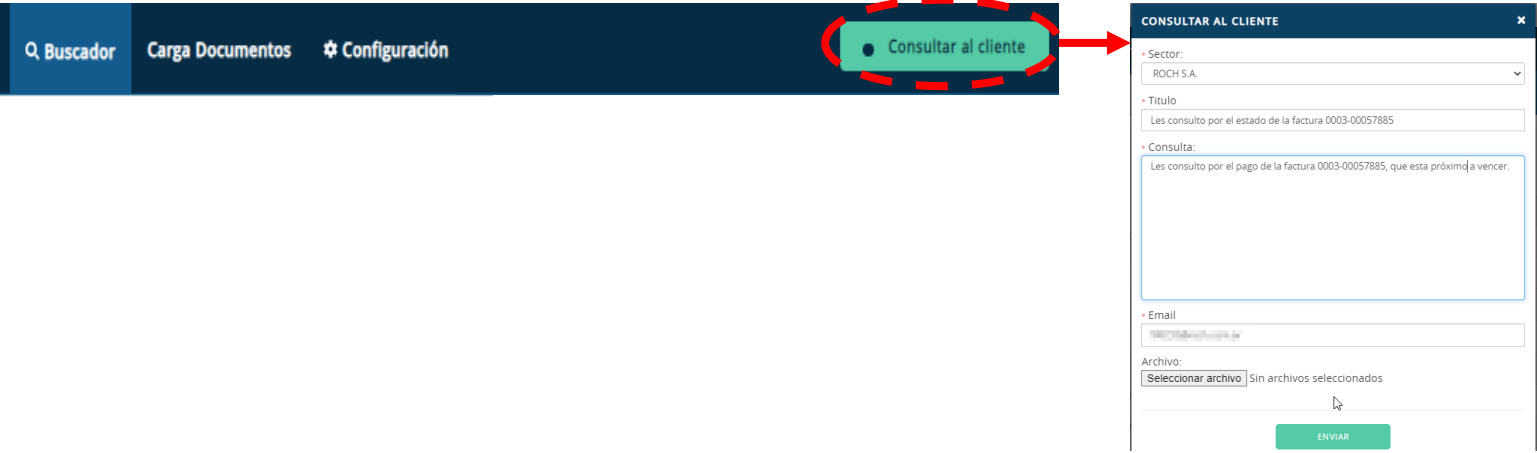 Buscador Carga Documentos Configuración Consultar al cliente
CONSULTAR AL CLIENTE
* Sector:
ROCH S.A.
* Titulo
Les consulto por el estado de la factura 0003-00057885
* Consulta:
Les consulto por el pago de la factura 0003-00057885, que esta próximo a vencer.
* Email
Archivo:
Seleccionar archivo Sin archivos seleccionados
ENVIAR